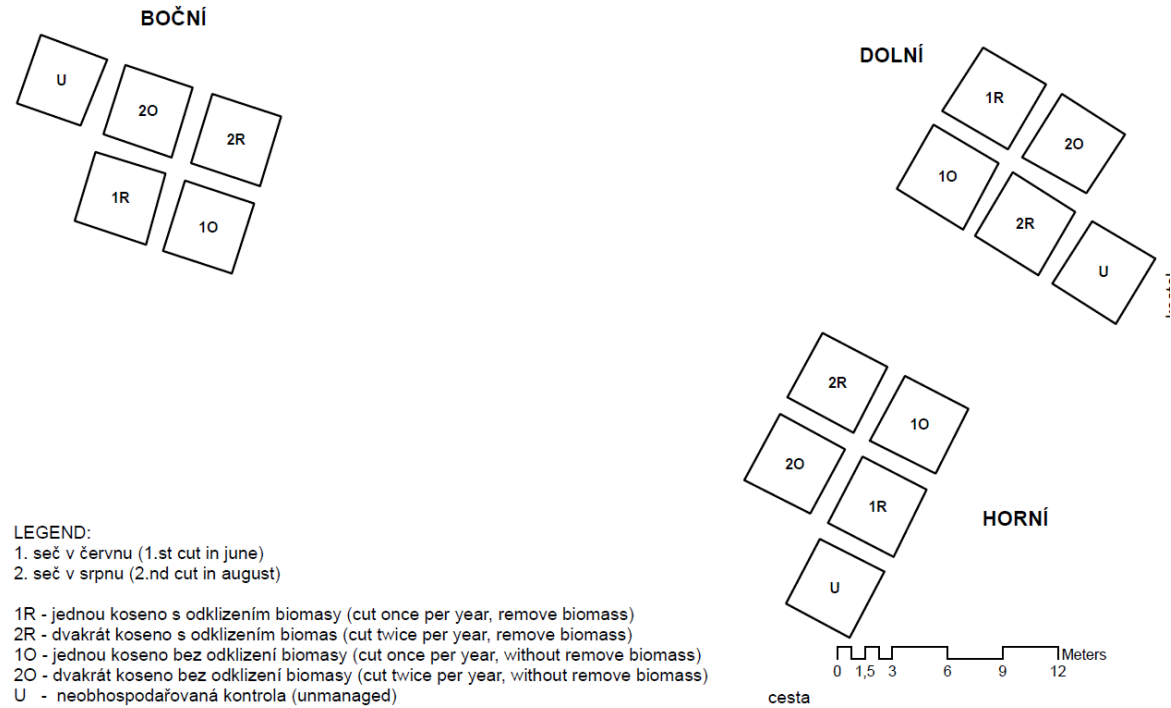 BOČNÍ
U
2O
2R
1R
1O
DOLNÍ
1R
2O
1O
2R
U
2R
1O
2O
1R
HORNÍ
U
LEGEND:
1. seč v červnu (1.st cut in june)
2. seč v srpnu (2.nd cut in august)
1R - jednou koseno s odklizením biomasy (cut once per year, remove biomass)
2R - dvakrát koseno s odklizením biomas (cut twice per year, remove biomass)
1O - jednou koseno bez odklizení biomasy (cut once per year, without remove biomass)
2O - dvakrát koseno bez odklizení biomasy (cut twice per year, without remove biomass)
U - neobhospodařovaná kontrola (unmanaged)
Meters
0 1,5 3 6 9 12
cesta